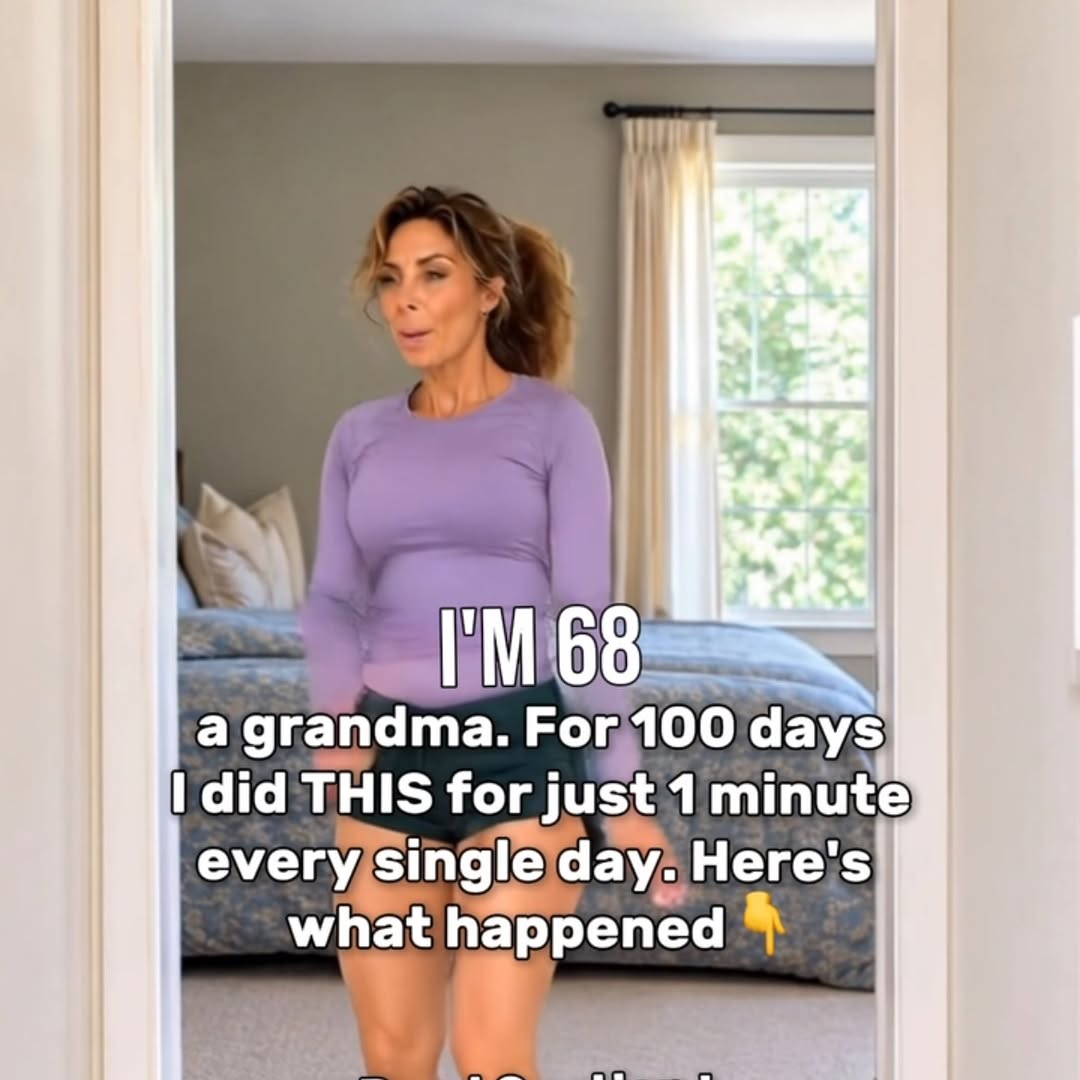 I'M 68
a grandma. For 100 days
I did THIS for just 1 minute
every single day. Here's
what happened 👇